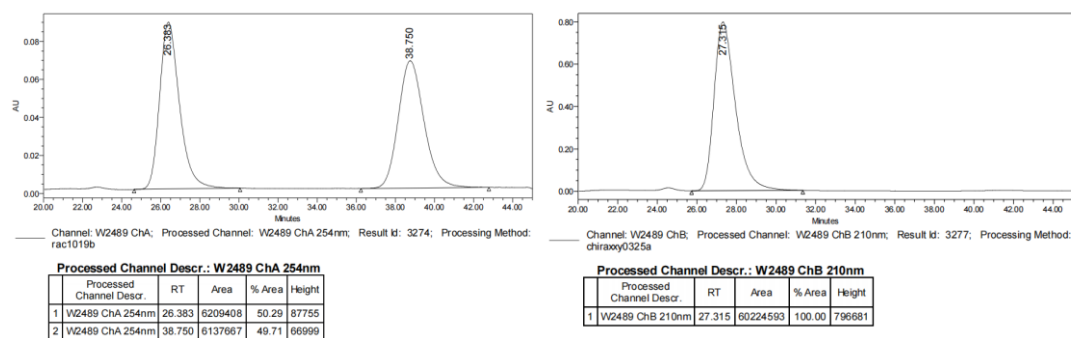 26.383
38.750
AU
0.08
0.06
0.04
0.02
0.00
20.00 22.00 24.00 26.00 28.00 30.00 32.00 34.00 36.00 38.00 40.00 42.00 44.00
Minutes
Channel: W2489 ChA; Processed Channel: W2489 ChA 254nm; Result Id: 3274; Processing Method:
rac1019b
Processed Channel Descr.: W2489 ChA 254nm
Processed
Channel Descr. RT Area % Area Height
1 W2489 ChA 254nm 26.383 6209408 50.29 87755
2 W2489 ChA 254nm 38.750 6137667 49.71 66999
27.315
AU
0.80
0.60
0.40
0.20
0.00
20.00 22.00 24.00 26.00 28.00 30.00 32.00 34.00 36.00 38.00 40.00 42.00 44.00
Minutes
Channel: W2489 ChB; Processed Channel: W2489 ChB 210nm; Result Id: 3277; Processing Method:
chiraxxy0325a
Processed Channel Descr.: W2489 ChB 210nm
Processed
Channel Descr. RT Area % Area Height
1 W2489 ChB 210nm 27.315 60224593 100.00 796681